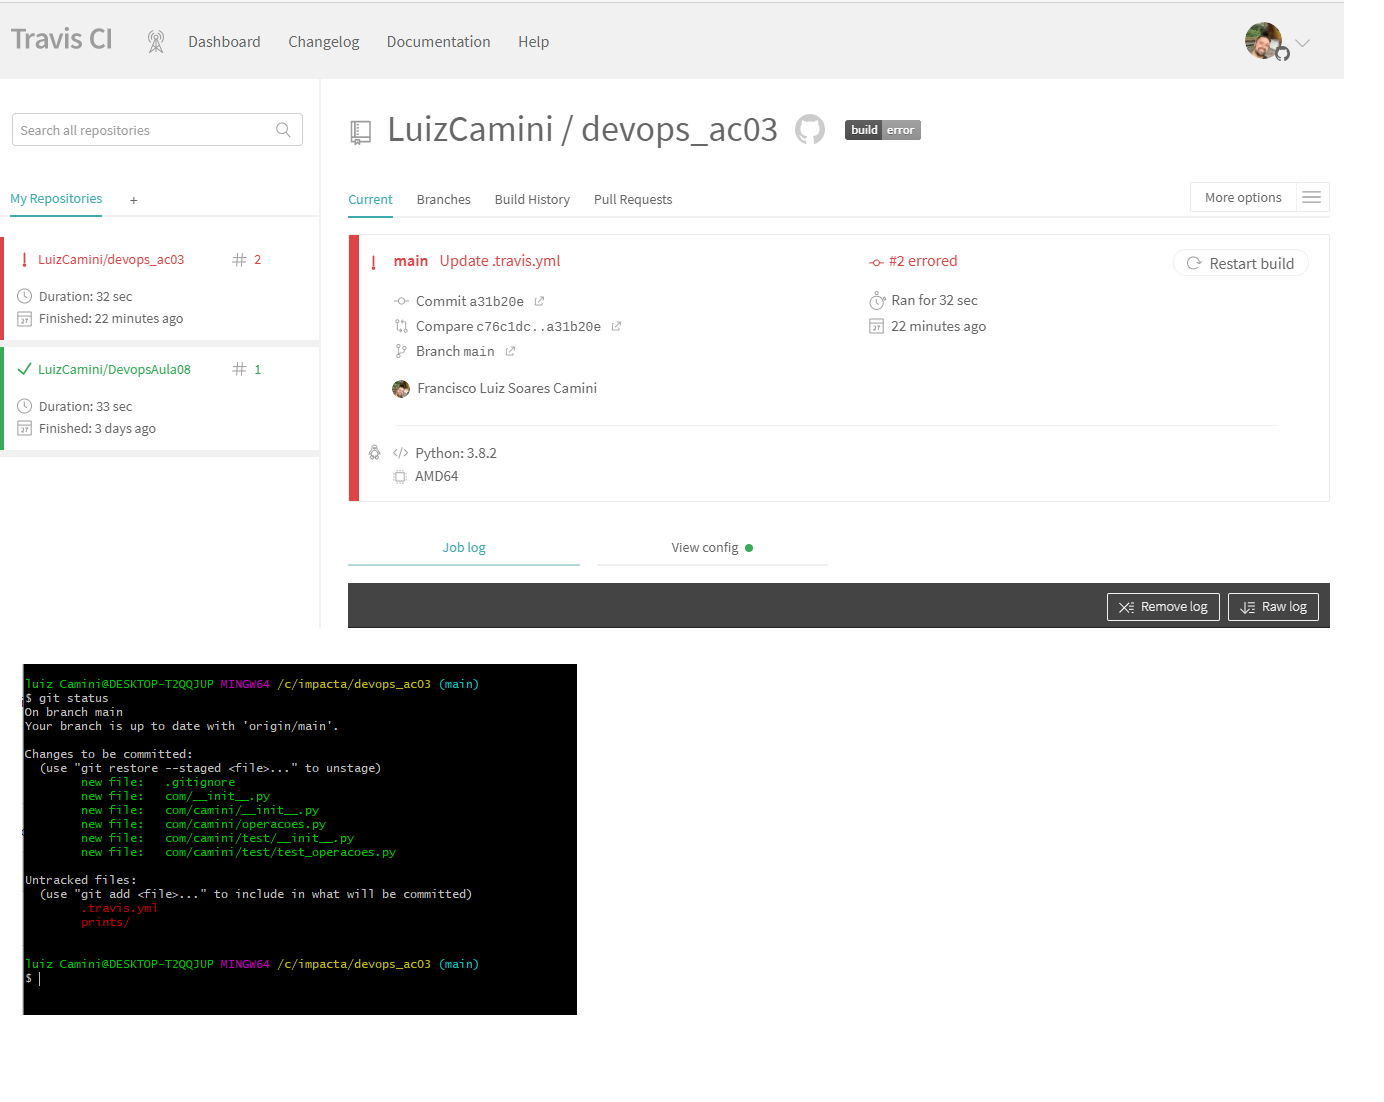 Travis CI
Dashboard Changelog Documentation Help
Search all repositories
My Repositories +
LuizCamini/devops_ac03 # 2
Duration: 32 sec
Finished: 22 minutes ago
LuizCamini/DevopsAula08 # 1
Duration: 33 sec
Finished: 3 days ago
LuizCamini / devops_ac03 build error
Current Branches Build History Pull Requests More options
main Update .travis.yml #2 errored Restart build
Commit a31b20e Ran for 32 sec
Compare c76c1dc..a31b20e 22 minutes ago
Branch main
Francisco Luiz Soares Camini
</> Python: 3.8.2
AMD64
Job log View config
Remove log Raw log
luiz Camini@DESKTOP-T2QQJUP MINGW64 /c/impacta/devops_ac03 (main)
$ git status
On branch main
Your branch is up to date with 'origin/main'.
Changes to be committed:
(use "git restore --staged <file>..." to unstage)
new file: .gitignore
new file: com/__init__.py
new file: com/camini/__init__.py
new file: com/camini/operacoes.py
new file: com/camini/test/__init__.py
new file: com/camini/test/test_operacoes.py
Untracked files:
(use "git add <file>..." to include in what will be committed)
.travis.yml
prints/
luiz Camini@DESKTOP-T2QQJUP MINGW64 /c/impacta/devops_ac03 (main)
$